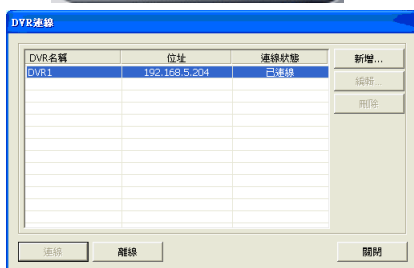 DVR連線
DVR名稱 位址 連線狀態
DVR1 192.168.5.204 已連線
新增...
編輯...
刪除
連線 離線 關閉